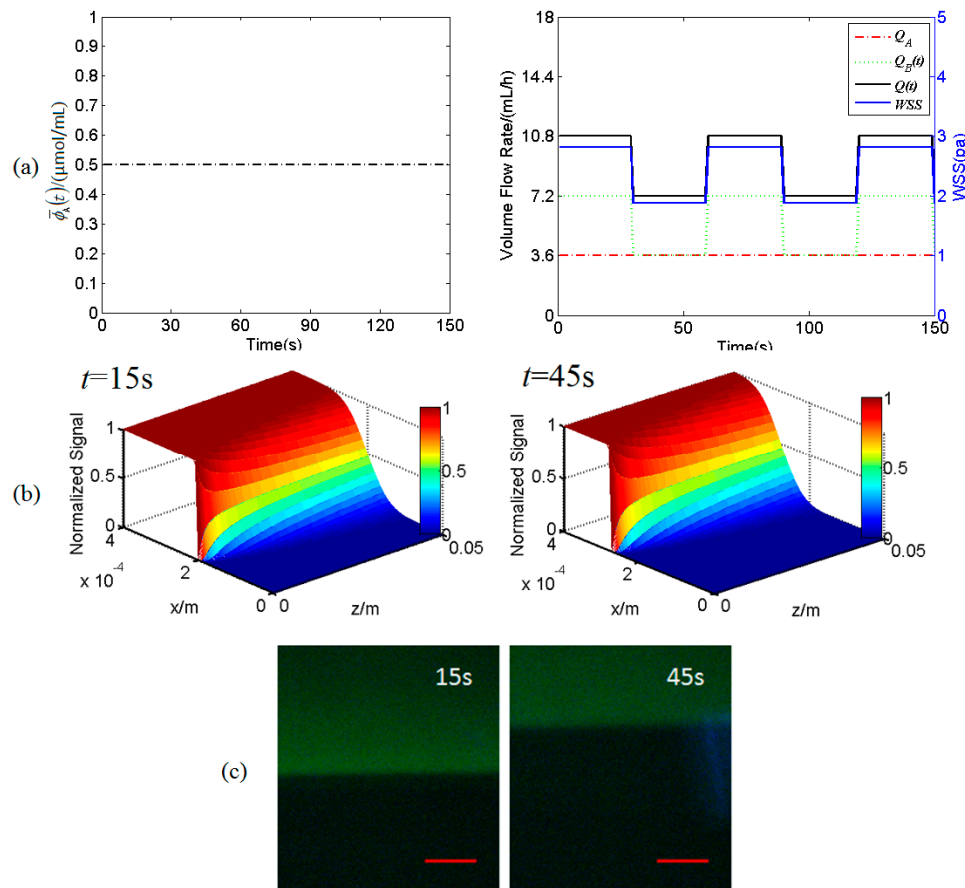 (a)
1
0.9
0.8
0.7
0.6
0.5
0.4
0.3
0.2
0.1
0
ϕ̄_A(t)/(μmol/mL)
0 30 60 90 120 150
Time(s)
18
14.4
10.8
7.2
3.6
0
Volume Flow Rate/(mL/h)
0 50 100 150
Time(s)
Q_A
Q_B(t)
Q(t)
WSS
5
4
3
2
1
0
WSS(pa)
(b)
t=15s
Normalized Signal
1
0.5
0
4
2
0
x 10⁻⁴
x/m
0
0.05
z/m
1
0.5
0
t=45s
Normalized Signal
1
0.5
0
4
2
0
x 10⁻⁴
x/m
0
0.05
z/m
1
0.5
0
(c)
15s
45s